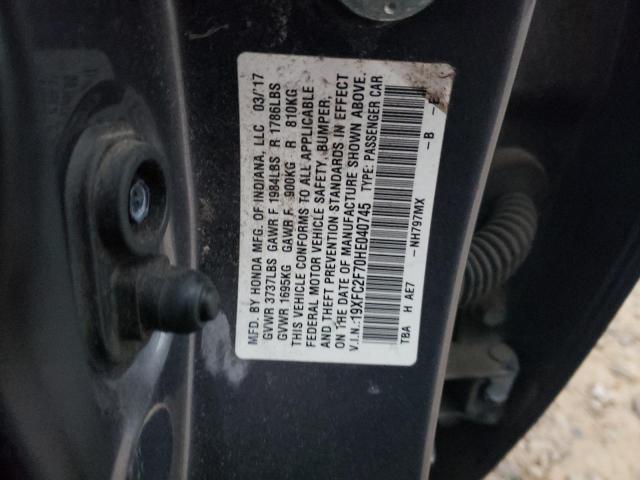 MFD. BY HONDA MFG. OF INDIANA, LLC 03/'17
GVWR 3737LBS GAWR F 1984LBS R 1786LBS
GVWR 1695KG GAWR F 900KG R 810KG
THIS VEHICLE CONFORMS TO ALL APPLICABLE
FEDERAL MOTOR VEHICLE SAFETY, BUMPER,
AND THEFT PREVENTION STANDARDS IN EFFECT
ON THE DATE OF MANUFACTURE SHOWN ABOVE.
V.I.N.:19XFC2F70HE040745 TYPE: PASSENGER CAR
TBA H AE7 -NH797MX -B -